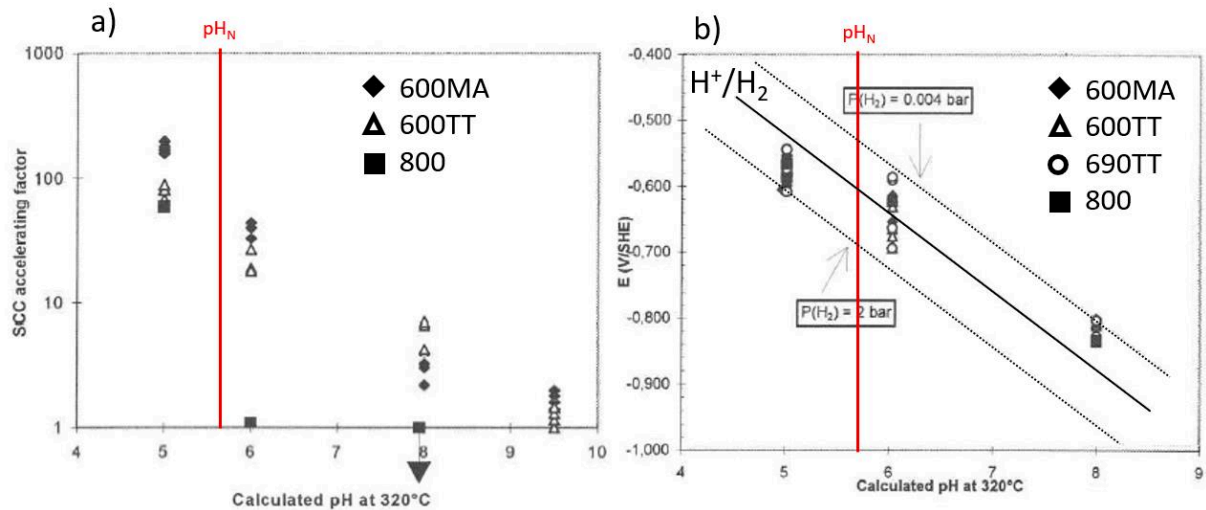 a)
pH_N
1000
100
10
1
SCC accelerating factor
600MA
600TT
800
4 5 6 7 8 9 10
Calculated pH at 320°C
b)
pH_N
-0,400
-0,500
-0,600
-0,700
-0,800
-0,900
-1,000
E (V/SHE)
H⁺/H₂
P(H₂) = 0.004 bar
P(H₂) = 2 bar
600MA
600TT
690TT
800
4 5 6 7 8 9
Calculated pH at 320°C